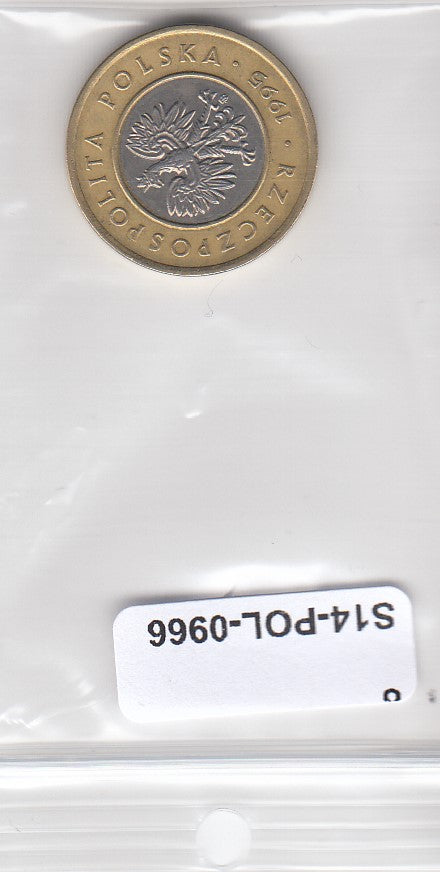 RZECZPOSPOLITA POLSKA · 1995 ·
S14-POL-0966
c